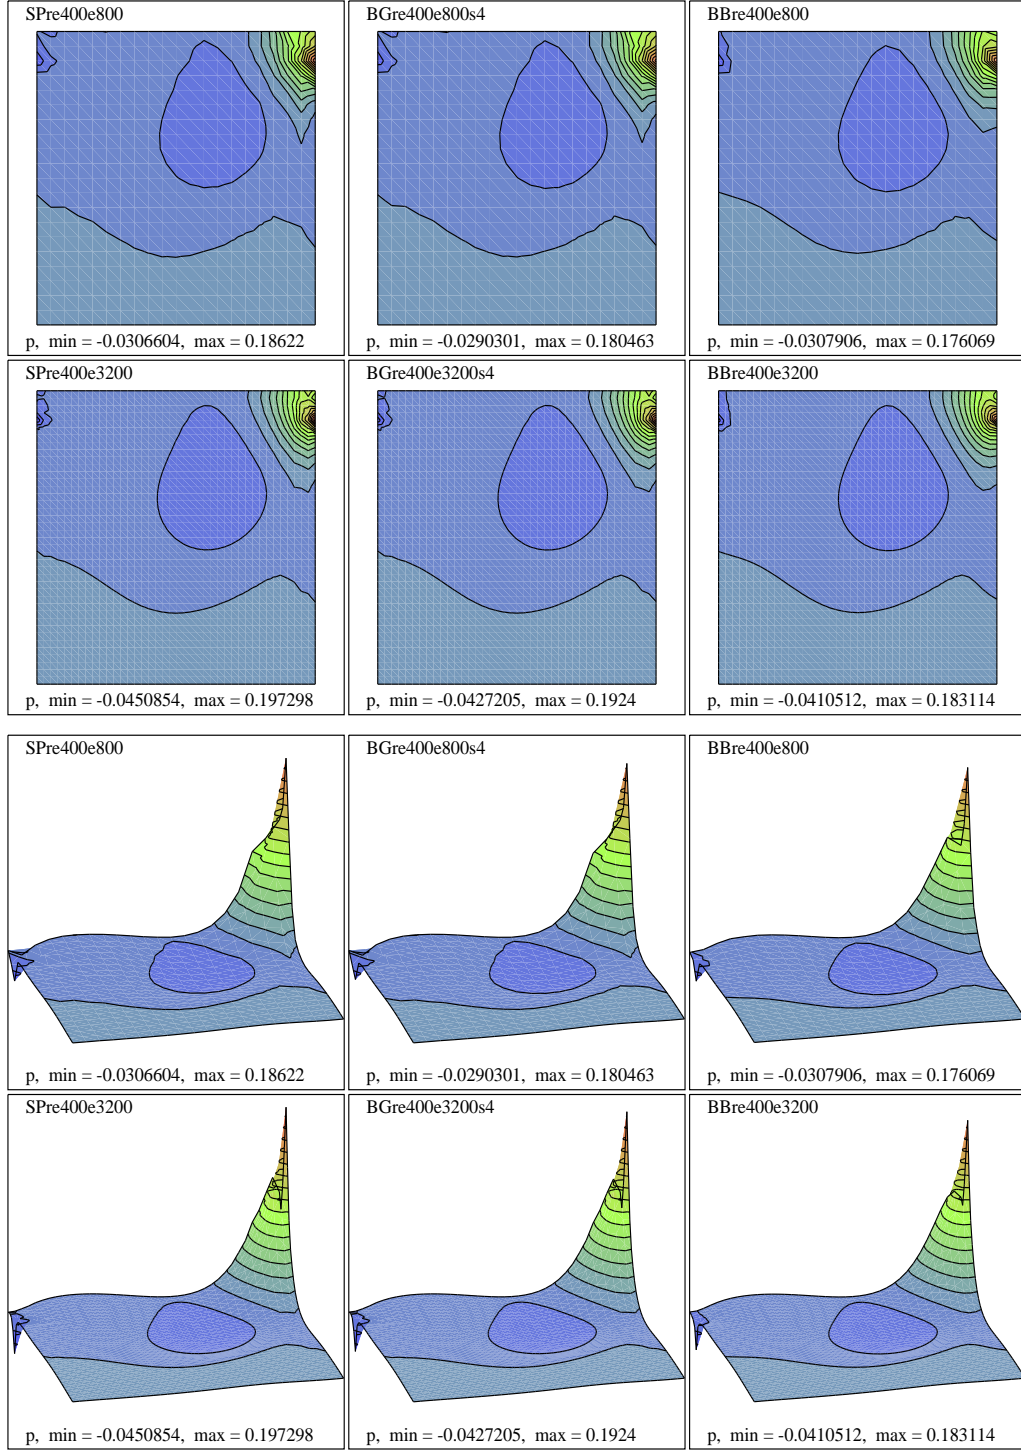 SPre400e800
BGre400e800s4
BBre400e800
p, min = -0.0306604, max = 0.18622
p, min = -0.0290301, max = 0.180463
p, min = -0.0307906, max = 0.176069
SPre400e3200
BGre400e3200s4
BBre400e3200
p, min = -0.0450854, max = 0.197298
p, min = -0.0427205, max = 0.1924
p, min = -0.0410512, max = 0.183114
SPre400e800
BGre400e800s4
BBre400e800
p, min = -0.0306604, max = 0.18622
p, min = -0.0290301, max = 0.180463
p, min = -0.0307906, max = 0.176069
SPre400e3200
BGre400e3200s4
BBre400e3200
p, min = -0.0450854, max = 0.197298
p, min = -0.0427205, max = 0.1924
p, min = -0.0410512, max = 0.183114